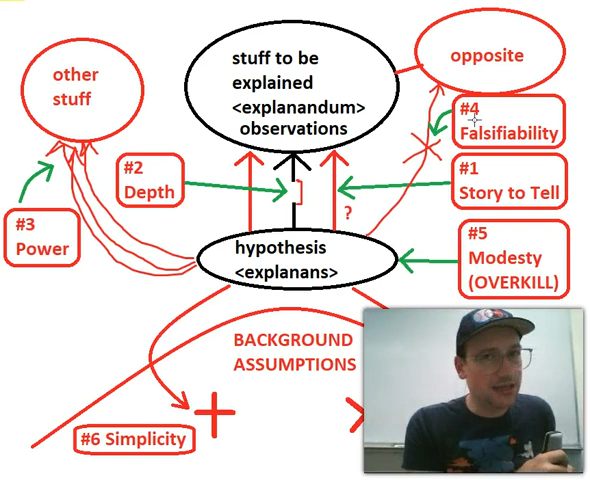 other
stuff
stuff to be
explained
<explanandum>
observations
opposite
#4
Falsifiability
#2
Depth
#1
Story to Tell
#3
Power
?
hypothesis
<explanans>
#5
Modesty
(OVERKILL)
BACKGROUND
ASSUMPTIONS
#6 Simplicity